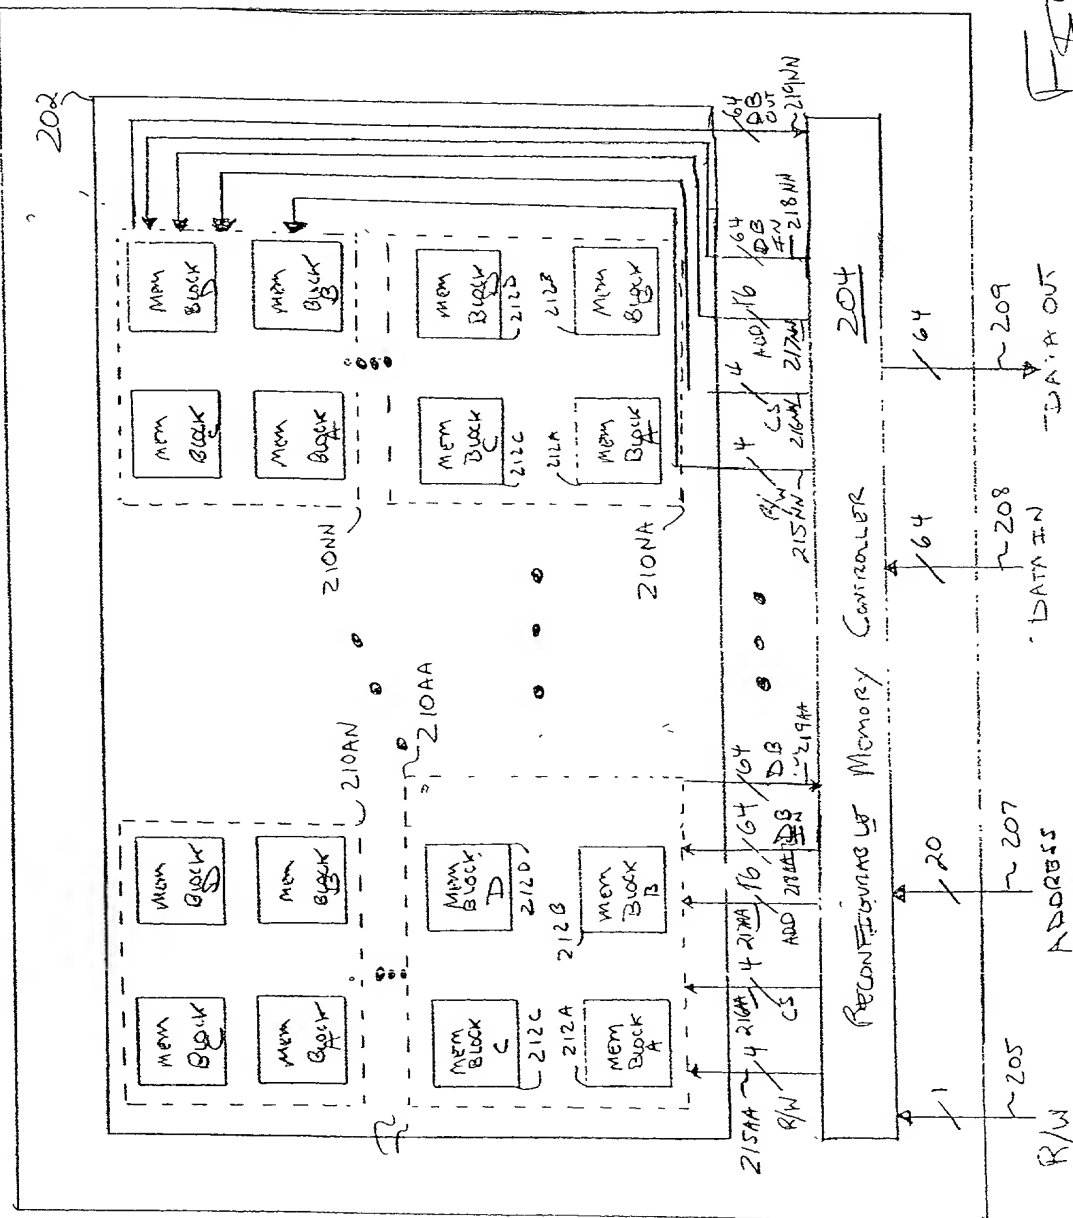 202
MEM BLOCK D
MEM BLOCK B
MEM BLOCK C
MEM BLOCK A
210NN
MEM BLOCK D
212D
212B
MEM BLOCK B
MEM BLOCK C
212C
212A
MEM BLOCK A
210NA
MEM BLOCK D
MEM BLOCK B
MEM BLOCK C
MEM BLOCK A
210AN
210AA
MEM BLOCK D
212D
212B
MEM BLOCK B
MEM BLOCK C
212C
212A
MEM BLOCK A
64 DB OUT
219NN
64 DB IN
218NN
16
ADD
217NN
4
CS
216NN
4
R/W
215NN
64
DB
219AA
64
DB IN
218AA
16
217AA
ADD
4
216AA
CS
4
215AA
R/W
204
RECONFIGURABLE MEMORY CONTROLLER
64
209
DATA OUT
64
208
DATA IN
20
207
ADDRESS
1
205
R/W